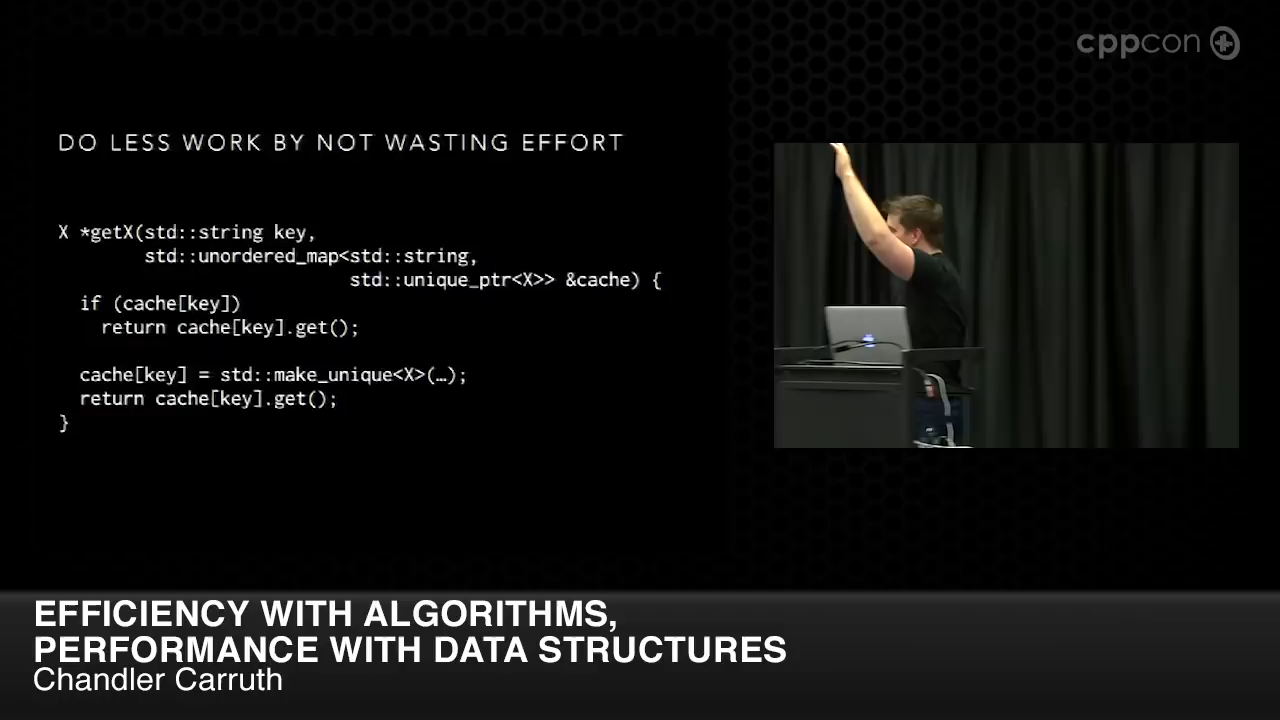 cppcon
DO LESS WORK BY NOT WASTING EFFORT
X *getX(std::string key,
std::unordered_map<std::string,
std::unique_ptr<X>> &cache) {
if (cache[key])
return cache[key].get();
cache[key] = std::make_unique<X>(…);
return cache[key].get();
}
EFFICIENCY WITH ALGORITHMS,
PERFORMANCE WITH DATA STRUCTURES
Chandler Carruth